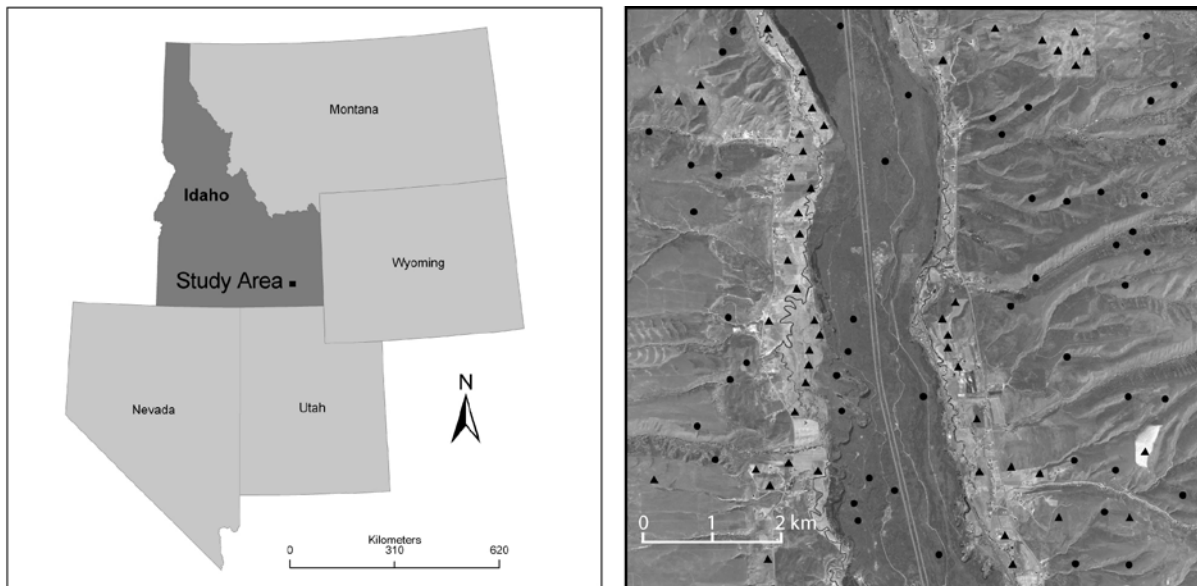 Montana
Idaho
Wyoming
Study Area
Nevada
Utah
N
Kilometers
0 310 620
0 1 2 km